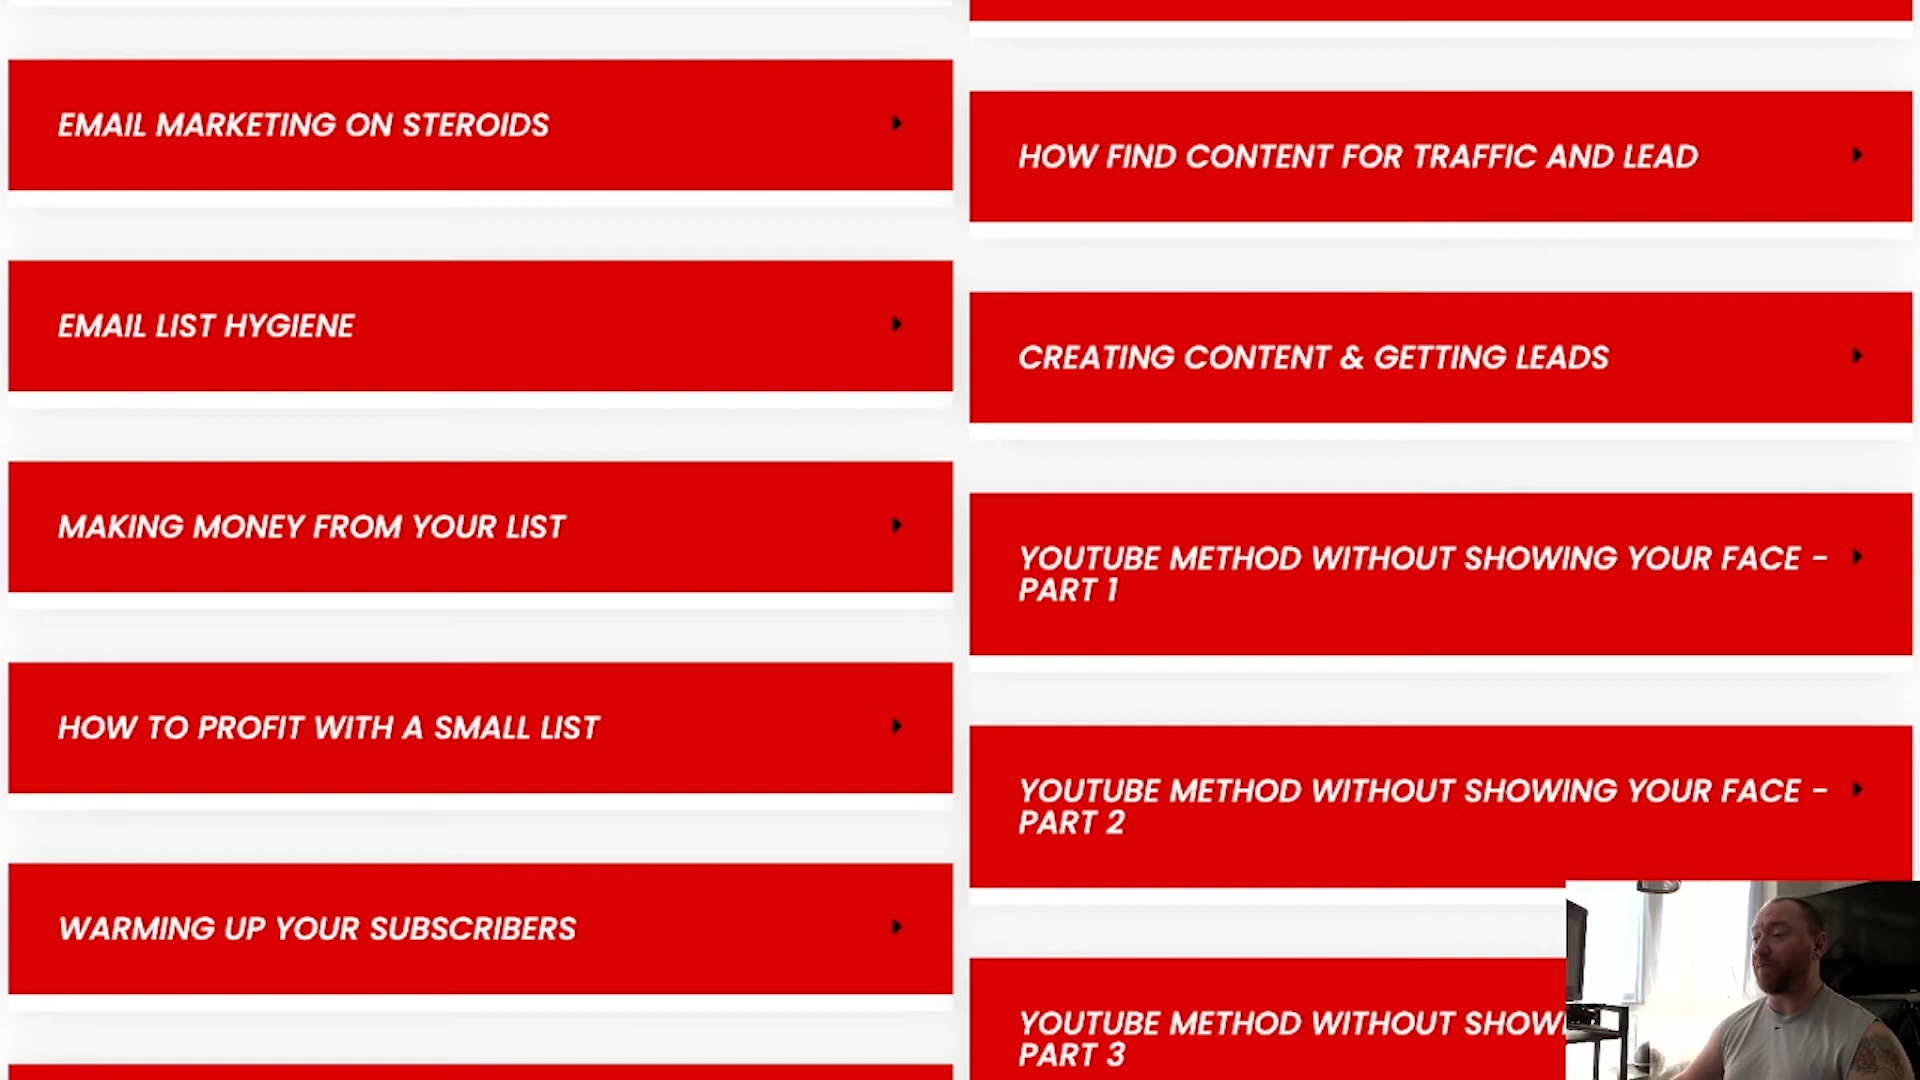 EMAIL MARKETING ON STEROIDS
EMAIL LIST HYGIENE
MAKING MONEY FROM YOUR LIST
HOW TO PROFIT WITH A SMALL LIST
WARMING UP YOUR SUBSCRIBERS
HOW FIND CONTENT FOR TRAFFIC AND LEAD
CREATING CONTENT & GETTING LEADS
YOUTUBE METHOD WITHOUT SHOWING YOUR FACE –
PART 1
YOUTUBE METHOD WITHOUT SHOWING YOUR FACE –
PART 2
YOUTUBE METHOD WITHOUT
PART 3